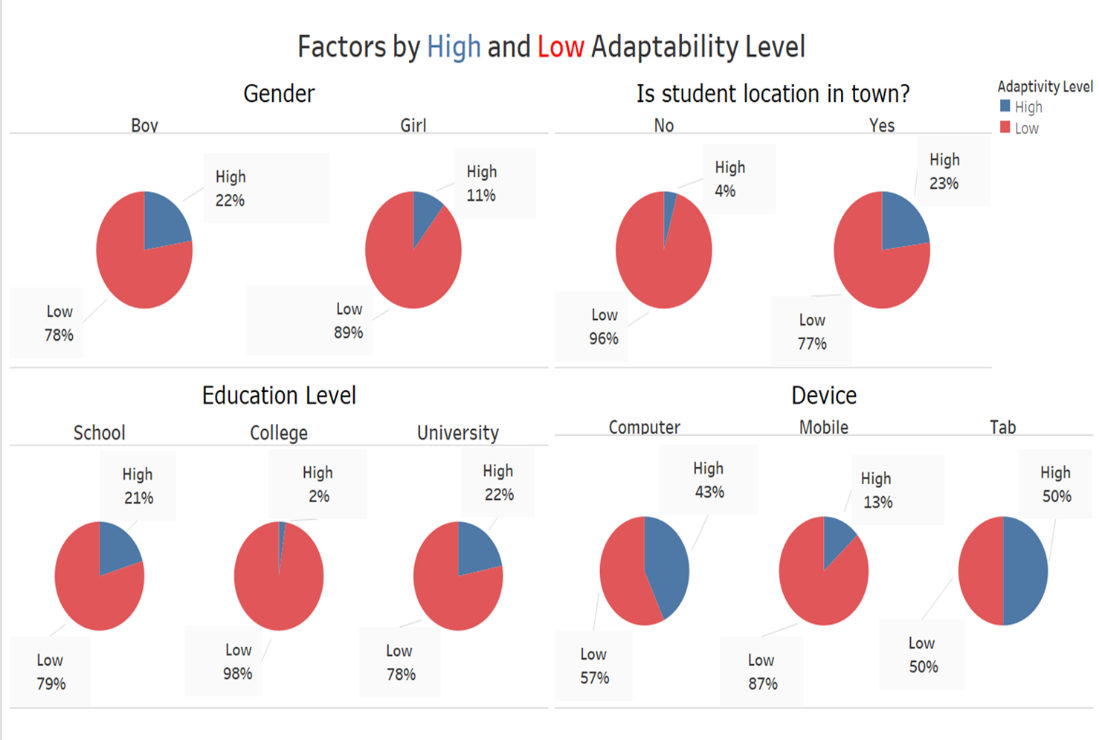 Factors by High and Low Adaptability Level
Gender
Boy
Girl
High
22%
Low
78%
High
11%
Low
89%
Is student location in town?
No
Yes
High
4%
Low
96%
High
23%
Low
77%
Adaptivity Level
High
Low
Education Level
School
College
University
High
21%
Low
79%
High
2%
Low
98%
High
22%
Low
78%
Device
Computer
Mobile
Tab
High
43%
Low
57%
High
13%
Low
87%
High
50%
Low
50%